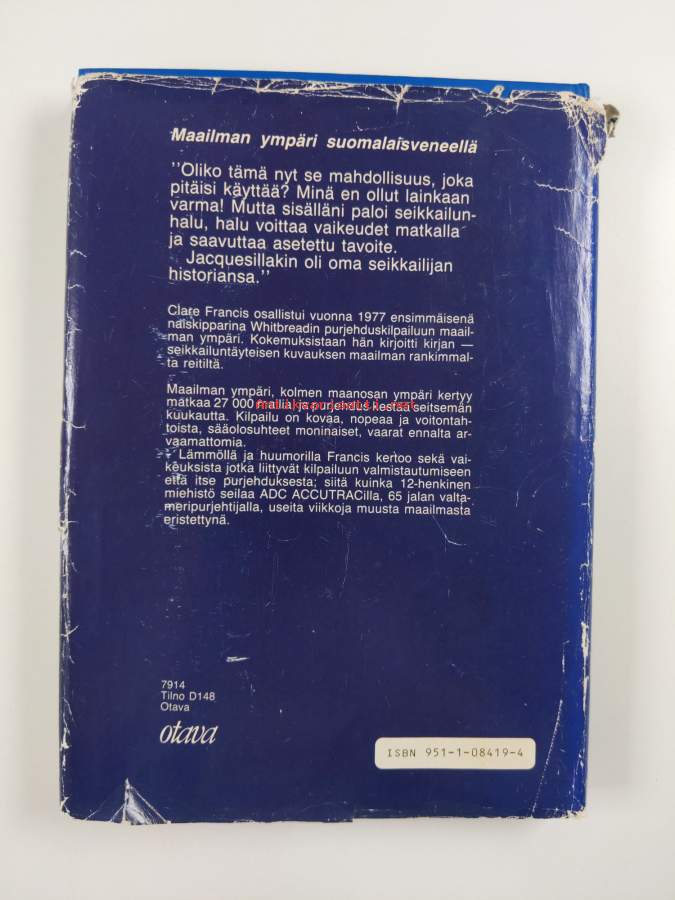 Maailman ympäri suomalaisveneellä
"Oliko tämä nyt se mahdollisuus, joka
pitäisi käyttää? Minä en ollut lainkaan
varma! Mutta sisälläni paloi seikkailun-
halu, halu voittaa vaikeudet matkalla
ja saavuttaa asetettu tavoite.
Jacquesillakin oli oma seikkailijan
historiansa."
Clare Francis osallistui vuonna 1977 ensimmäisenä
naiskipparina Whitbreadin purjehduskilpailuun maail-
man ympäri. Kokemuksistaan hän kirjoitti kirjan —
seikkailuntäyteisen kuvauksen maailman rankimmal-
ta reitiltä.
Maailman ympäri, kolmen maanosan ympäri kertyy
matkaa 27 000 mailia ja purjehdus kestää seitsemän
kuukautta. Kilpailu on kovaa, nopeaa ja voitontah-
toista, sääolosuhteet moninaiset, vaarat ennalta ar-
vaamattomia.
Lämmöllä ja huumorilla Francis kertoo sekä vai-
keuksista jotka liittyvät kilpailuun valmistautumiseen
että itse purjehduksesta; siitä kuinka 12-henkinen
miehistö seilaa ADC ACCUTRACilla, 65 jalan valta-
meripurjehtijalla, useita viikkoja muusta maailmasta
eristettynä.
7914
Tilno D148
Otava
otava
ISBN 951-1-08419-4